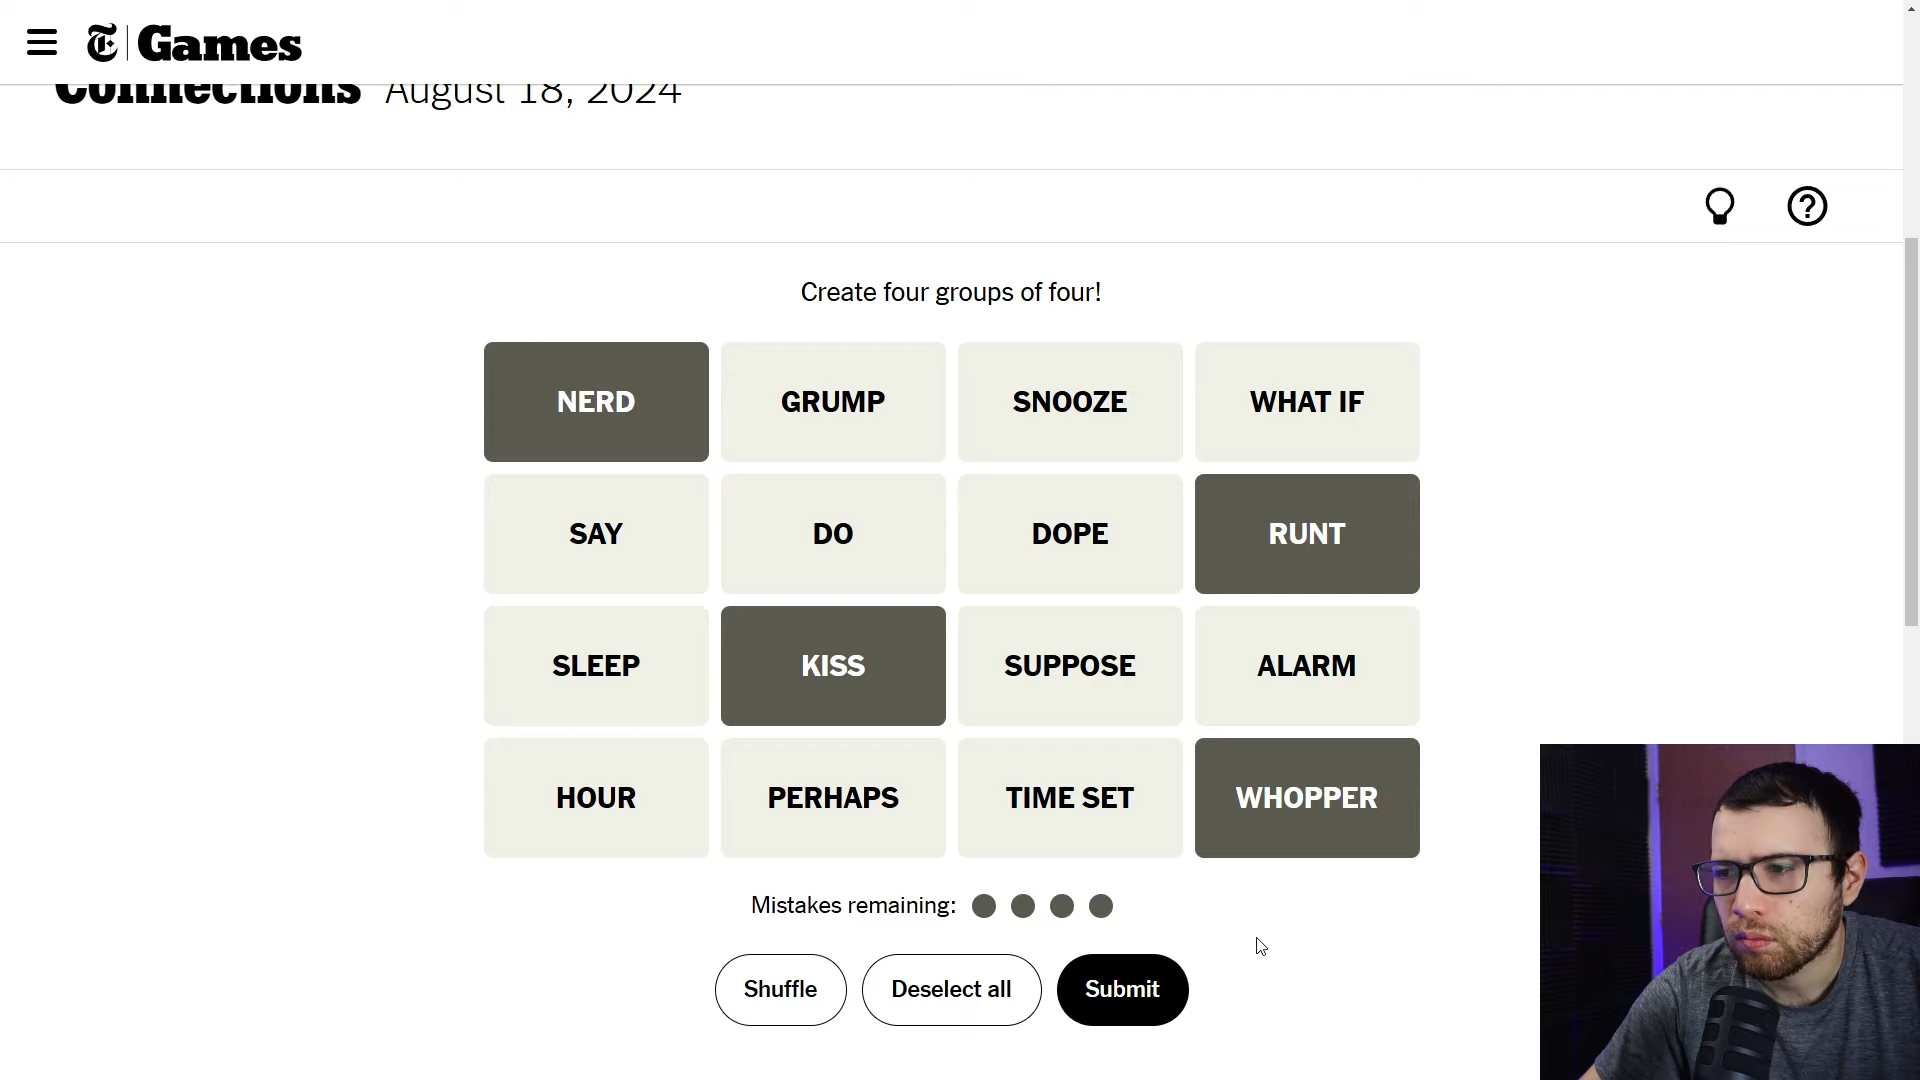 T Games
Connections August 18, 2024
Create four groups of four!
NERD GRUMP SNOOZE WHAT IF
SAY DO DOPE RUNT
SLEEP KISS SUPPOSE ALARM
HOUR PERHAPS TIME SET WHOPPER
Mistakes remaining:
Shuffle Deselect all Submit